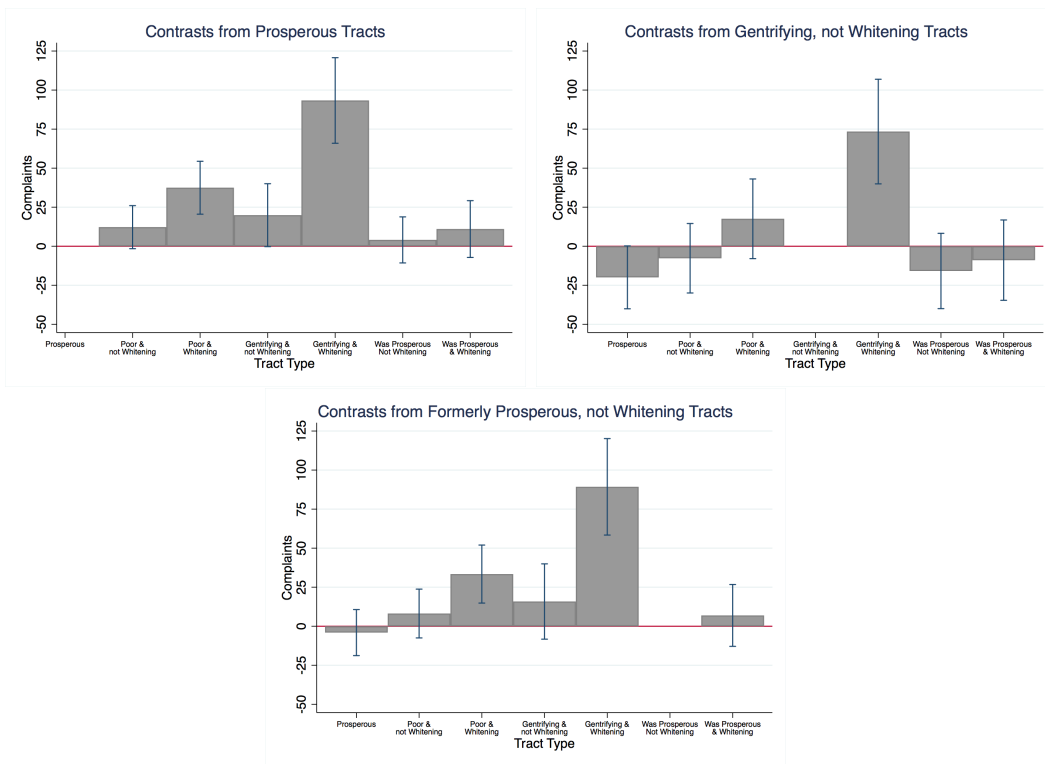 Contrasts from Prosperous Tracts
Complaints
125
100
75
50
25
0
-25
-50
Prosperous
Poor &
not Whitening
Poor &
Whitening
Gentrifying &
not Whitening
Gentrifying &
Whitening
Was Prosperous
Not Whitening
Was Prosperous
& Whitening
Tract Type
Contrasts from Gentrifying, not Whitening Tracts
Complaints
125
100
75
50
25
0
-25
-50
Prosperous
Poor &
not Whitening
Poor &
Whitening
Gentrifying &
not Whitening
Gentrifying &
Whitening
Was Prosperous
Not Whitening
Was Prosperous
& Whitening
Tract Type
Contrasts from Formerly Prosperous, not Whitening Tracts
Complaints
125
100
75
50
25
0
-25
-50
Prosperous
Poor &
not Whitening
Poor &
Whitening
Gentrifying &
not Whitening
Gentrifying &
Whitening
Was Prosperous
Not Whitening
Was Prosperous
& Whitening
Tract Type